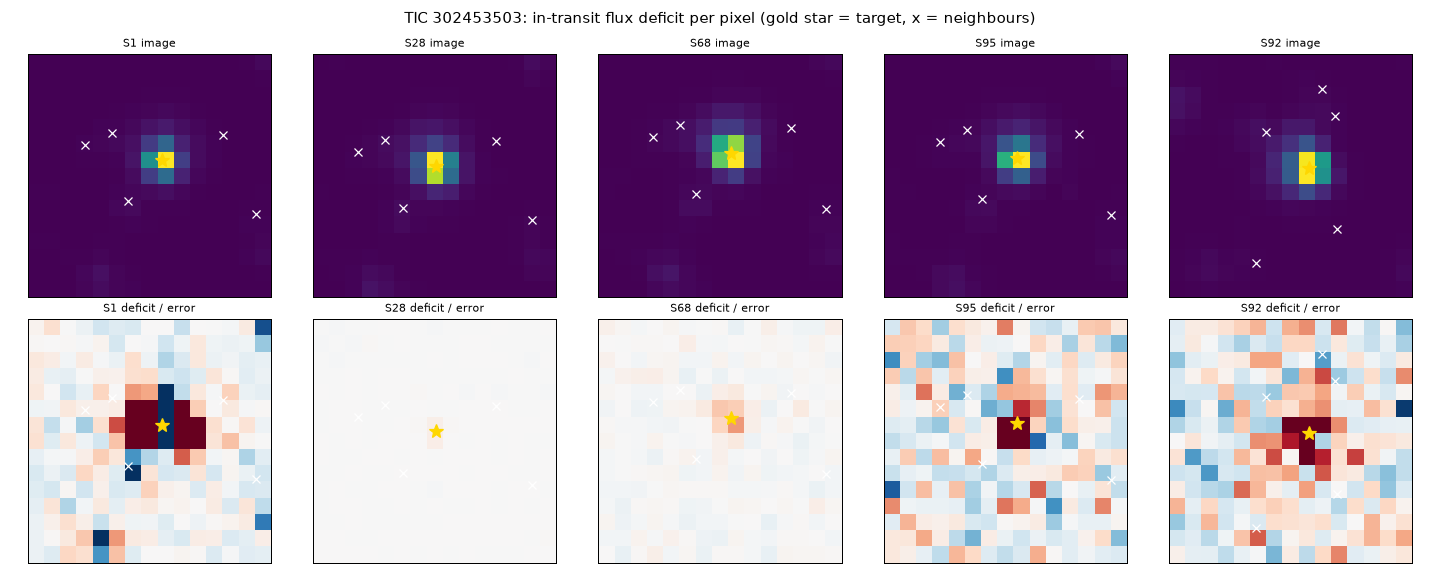 TIC 302453503: in-transit flux deficit per pixel (gold star = target, x = neighbours)
S1 image
S28 image
S68 image
S95 image
S92 image
S1 deficit / error
S28 deficit / error
S68 deficit / error
S95 deficit / error
S92 deficit / error